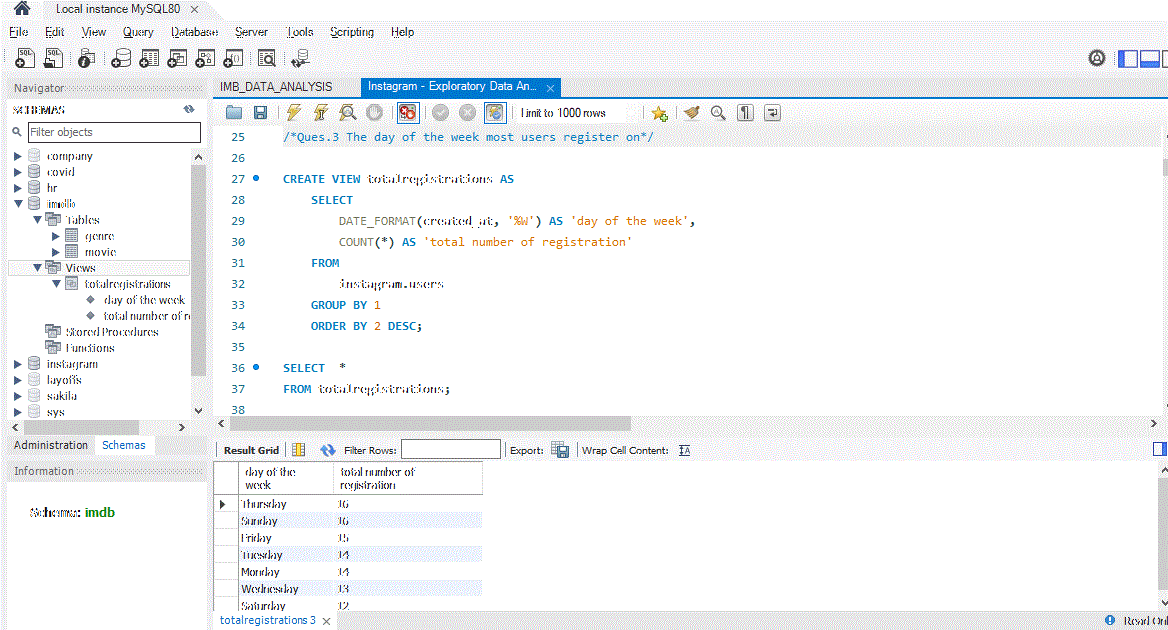 Local instance MySQL80
File Edit View Query Database Server Tools Scripting Help
Navigator
SCHEMAS
Filter objects
company
covid
hr
imdb
Tables
genre
movie
Views
totalregistrations
day of the week
total number of re
Stored Procedures
Functions
instagram
layoffs
sakila
sys
Administration Schemas
Information
Schema: imdb
IMB_DATA_ANALYSIS Instagram - Exploratory Data An...
Limit to 1000 rows
25 /*Ques.3 The day of the week most users register on*/
26
27 CREATE VIEW totalregistrations AS
28 SELECT
29 DATE_FORMAT(created_at, '%W') AS 'day of the week',
30 COUNT(*) AS 'total number of registration'
31 FROM
32 instagram.users
33 GROUP BY 1
34 ORDER BY 2 DESC;
35
36 SELECT *
37 FROM totalregistrations;
38
Result Grid Filter Rows: Export: Wrap Cell Content:
day of the week total number of registration
Thursday 16
Sunday 16
Friday 15
Tuesday 14
Monday 14
Wednesday 13
Saturday 12
totalregistrations 3
Read Onl